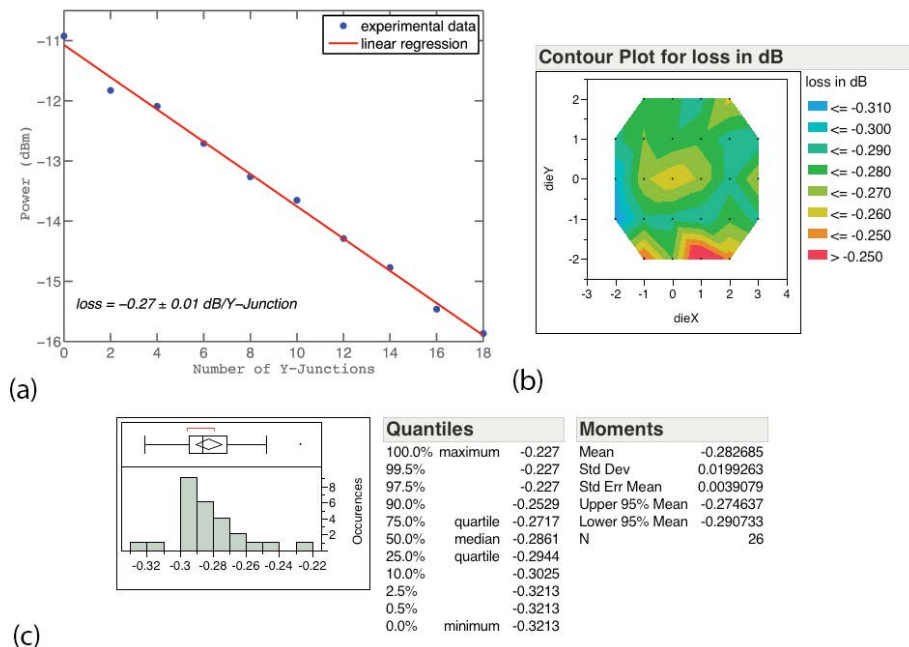 experimental data
linear regression
−11
−12
−13
−14
−15
−16
Power (dBm)
loss = −0.27 ± 0.01 dB/Y−Junction
0 2 4 6 8 10 12 14 16 18
Number of Y-Junctions
(a)
Contour Plot for loss in dB
2
1
0
-1
-2
dieY
-3 -2 -1 0 1 2 3 4
dieX
loss in dB
<= -0.310
<= -0.300
<= -0.290
<= -0.280
<= -0.270
<= -0.260
<= -0.250
> -0.250
(b)
8
6
4
2
Occurences
-0.32 -0.3 -0.28 -0.26 -0.24 -0.22
Quantiles
100.0% maximum -0.227
99.5% -0.227
97.5% -0.227
90.0% -0.2529
75.0% quartile -0.2717
50.0% median -0.2861
25.0% quartile -0.2944
10.0% -0.3025
2.5% -0.3213
0.5% -0.3213
0.0% minimum -0.3213
Moments
Mean -0.282685
Std Dev 0.0199263
Std Err Mean 0.0039079
Upper 95% Mean -0.274637
Lower 95% Mean -0.290733
N 26
(c)